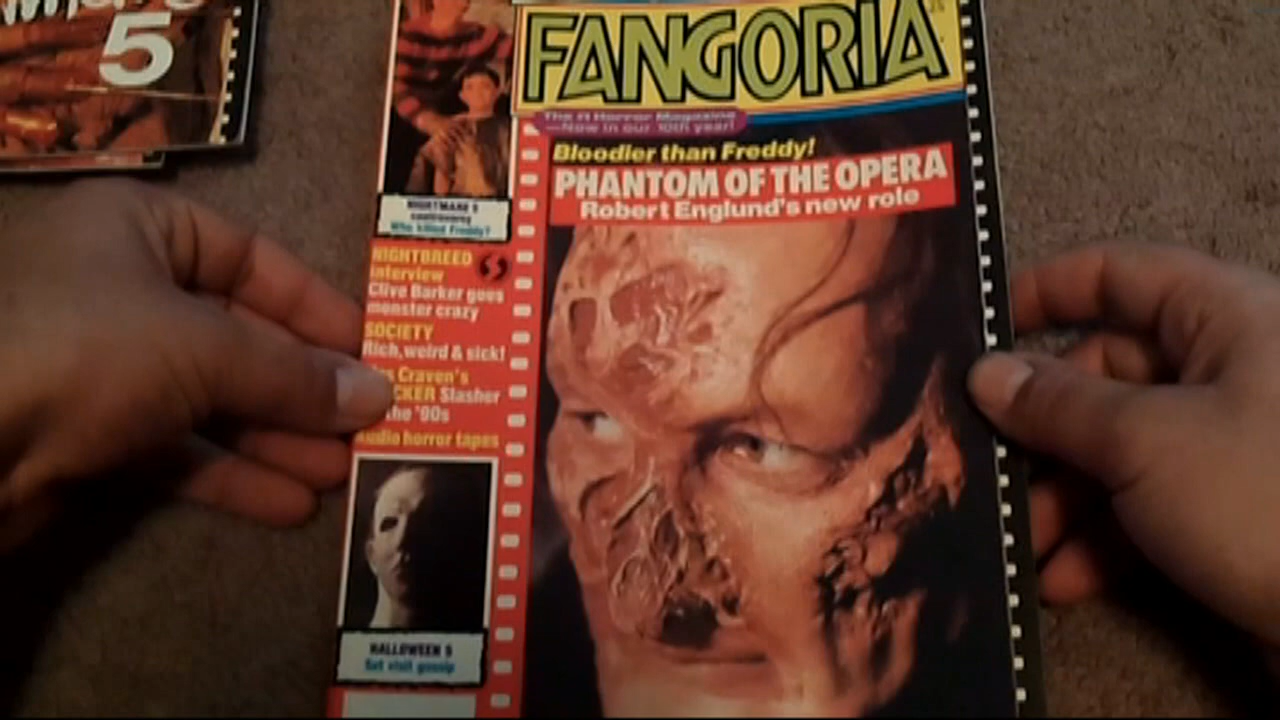 5
FANGORIA
The #1 Horror Magazine
—Now in our 10th year!
Bloodier than Freddy!
PHANTOM OF THE OPERA
Robert Englund's new role
NIGHTMARE 5
controversy
Who killed Freddy?
NIGHTBREED
interview
Clive Barker goes
monster crazy
SOCIETY
Rich, weird & sick!
Craven's
CKER Slasher
the '90s
Audio horror tapes
HALLOWEEN 5
Set visit gossip